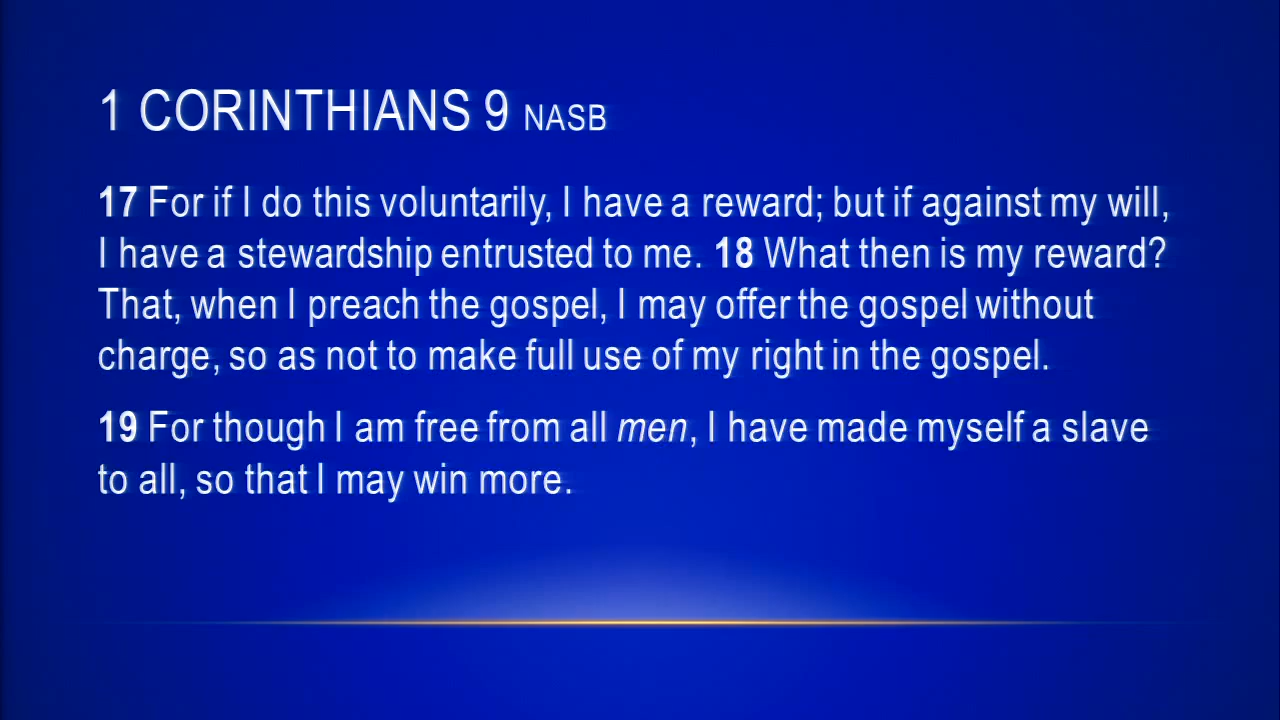 1 CORINTHIANS 9 NASB
17 For if I do this voluntarily, I have a reward; but if against my will,
I have a stewardship entrusted to me. 18 What then is my reward?
That, when I preach the gospel, I may offer the gospel without
charge, so as not to make full use of my right in the gospel.
19 For though I am free from all men, I have made myself a slave
to all, so that I may win more.